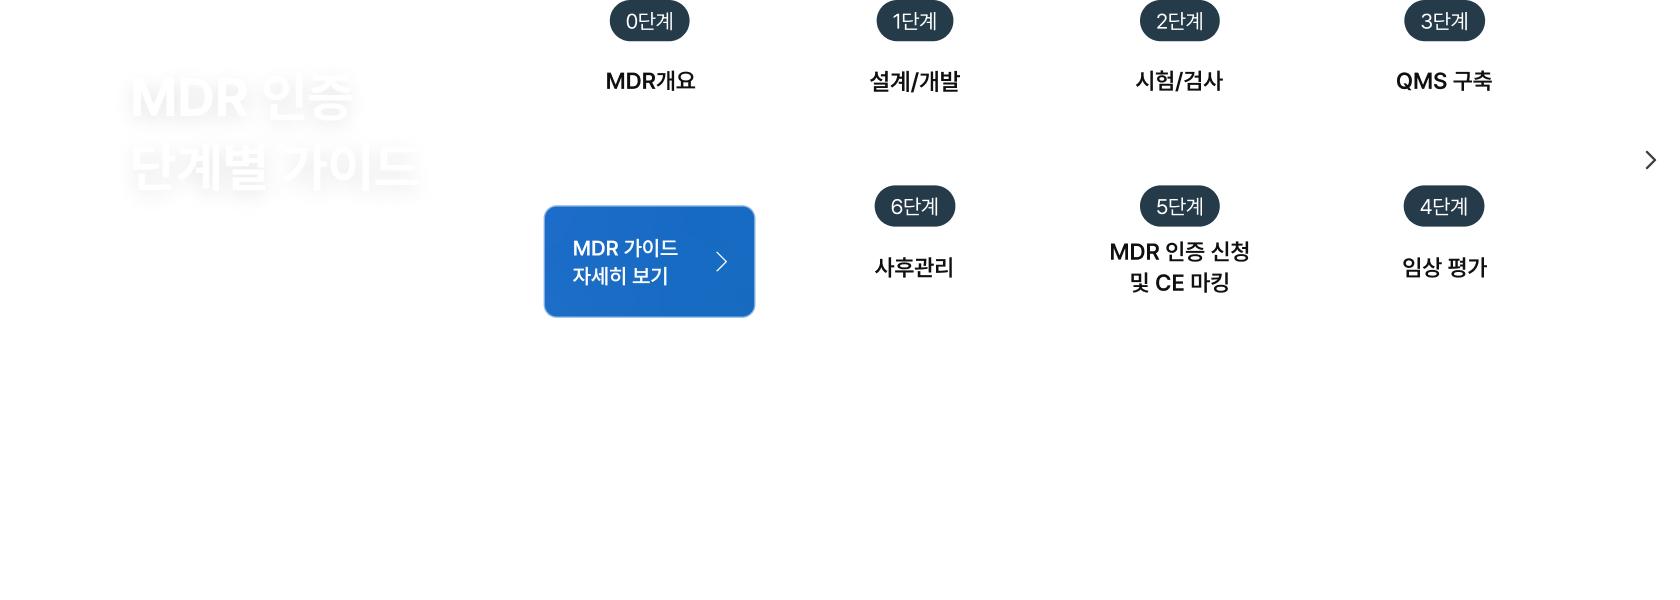 MDR 인증
단계별 가이드
0단계
MDR개요
1단계
설계/개발
2단계
시험/검사
3단계
QMS 구축
4단계
임상 평가
5단계
MDR 인증 신청
및 CE 마킹
6단계
사후관리
MDR 가이드
자세히 보기